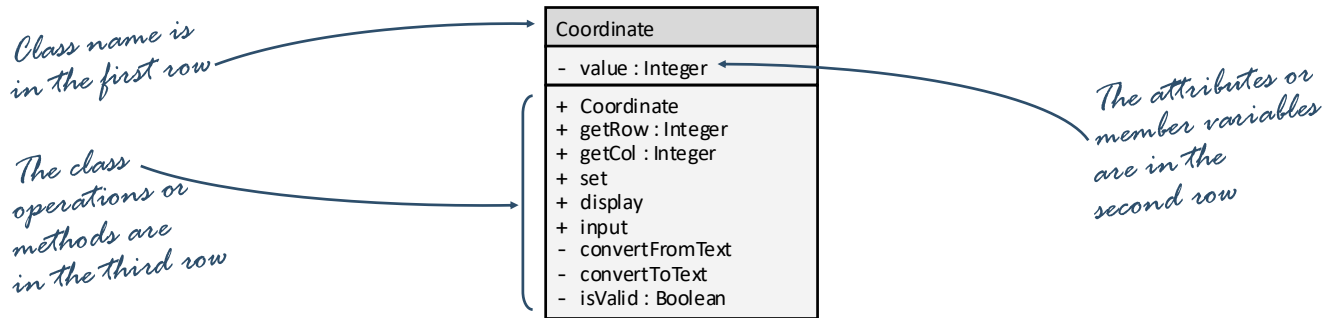 Class name is
in the first row
Coordinate
- value : Integer
The attributes or
member variables
are in the
second row
The class
operations or
methods are
in the third row
+ Coordinate
+ getRow : Integer
+ getCol : Integer
+ set
+ display
+ input
- convertFromText
- convertToText
- isValid : Boolean